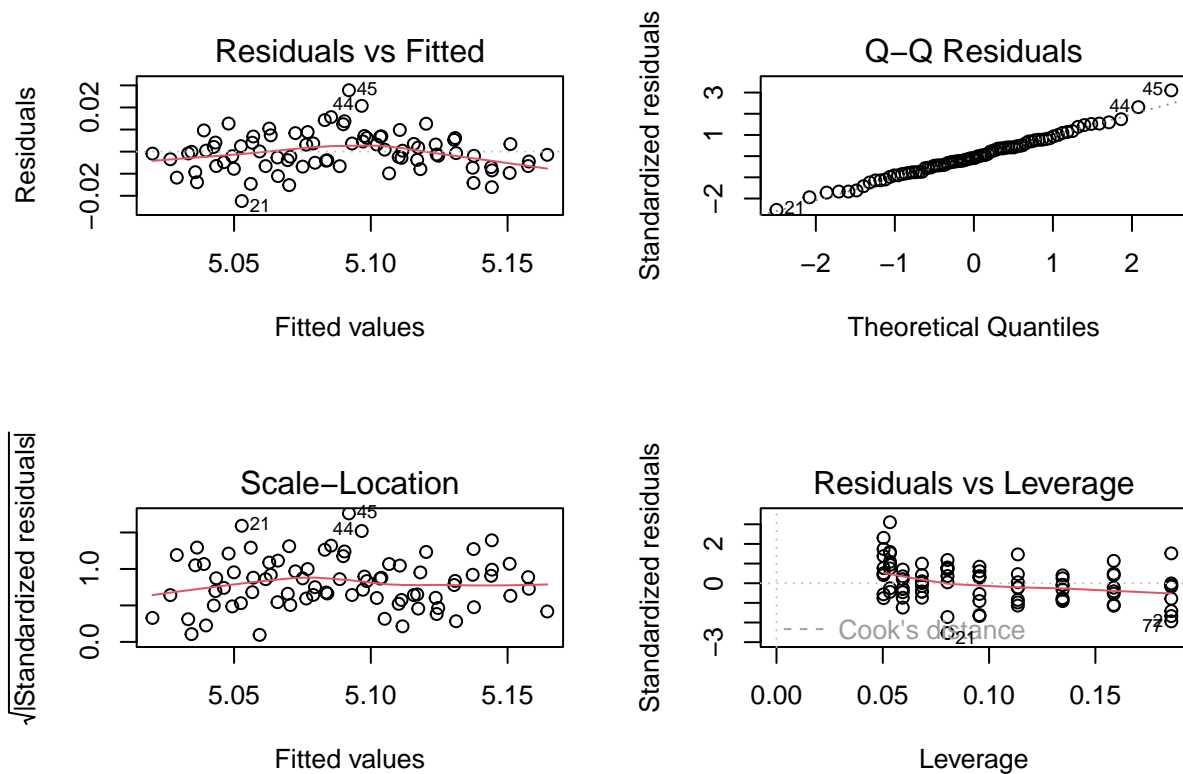 Residuals vs Fitted
Residuals
0.02
−0.02
45
44
21
5.05
5.10
5.15
Fitted values
Q−Q Residuals
Standardized residuals
3
1
−2
45
44
21
−2
−1
0
1
2
Theoretical Quantiles
Scale−Location
√|Standardized residuals|
1.0
0.0
45
44
21
5.05
5.10
5.15
Fitted values
Residuals vs Leverage
Standardized residuals
2
0
−3
Cook's distance
21
77
0.00
0.05
0.10
0.15
Leverage